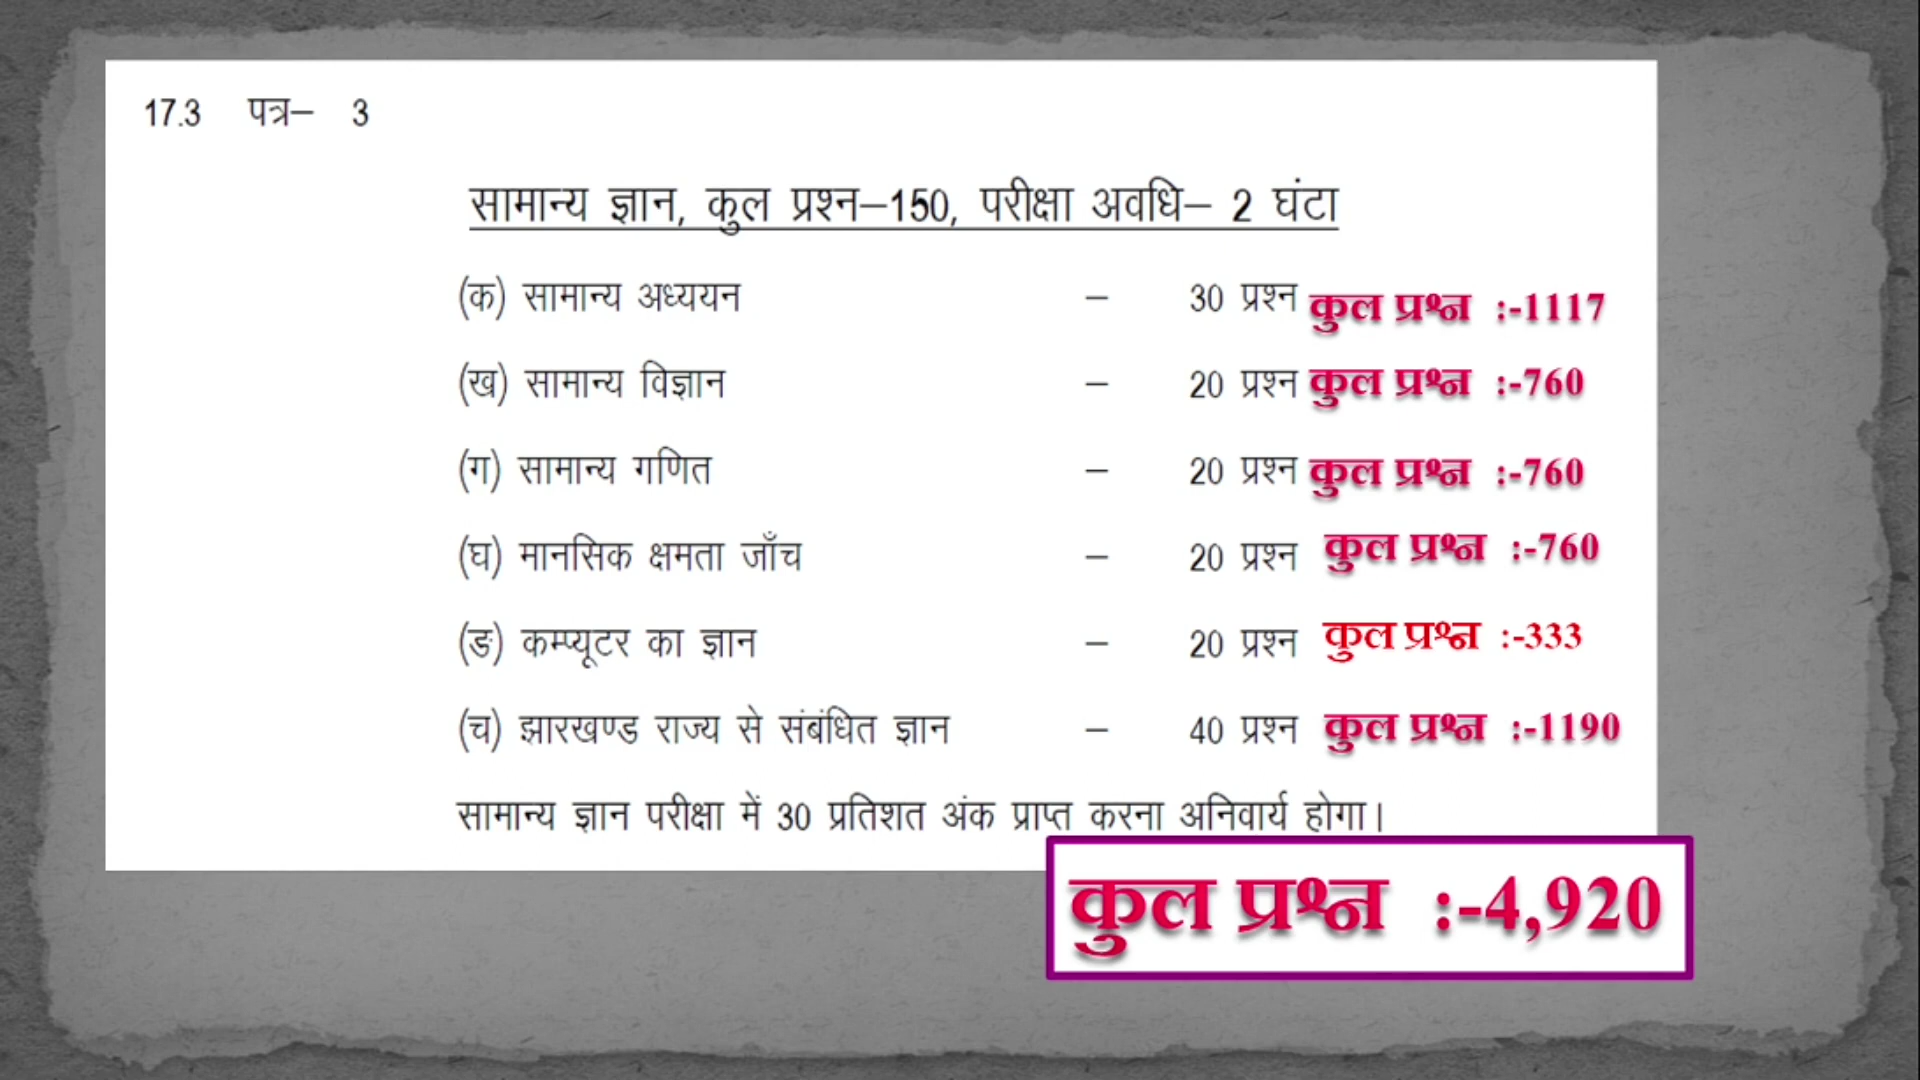 17.3 पत्र– 3
सामान्य ज्ञान, कुल प्रश्न–150, परीक्षा अवधि– 2 घंटा
(क) सामान्य अध्ययन – 30 प्रश्न कुल प्रश्न :-1117
(ख) सामान्य विज्ञान – 20 प्रश्न कुल प्रश्न :-760
(ग) सामान्य गणित – 20 प्रश्न कुल प्रश्न :-760
(घ) मानसिक क्षमता जाँच – 20 प्रश्न कुल प्रश्न :-760
(ङ) कम्प्यूटर का ज्ञान – 20 प्रश्न कुल प्रश्न :-333
(च) झारखण्ड राज्य से संबंधित ज्ञान – 40 प्रश्न कुल प्रश्न :-1190
सामान्य ज्ञान परीक्षा में 30 प्रतिशत अंक प्राप्त करना अनिवार्य होगा।
कुल प्रश्न :-4,920